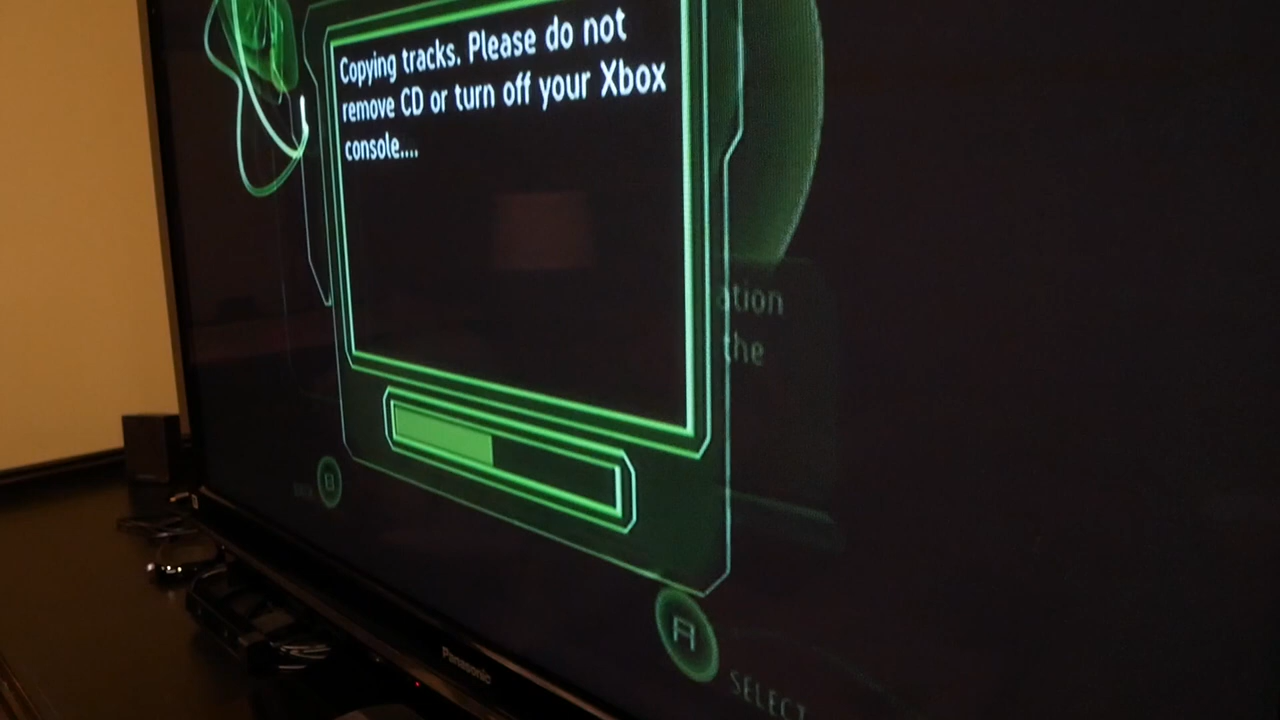 Copying tracks. Please do not
remove CD or turn off your Xbox
console....
ation
the
B
A
SELECT
Panasonic